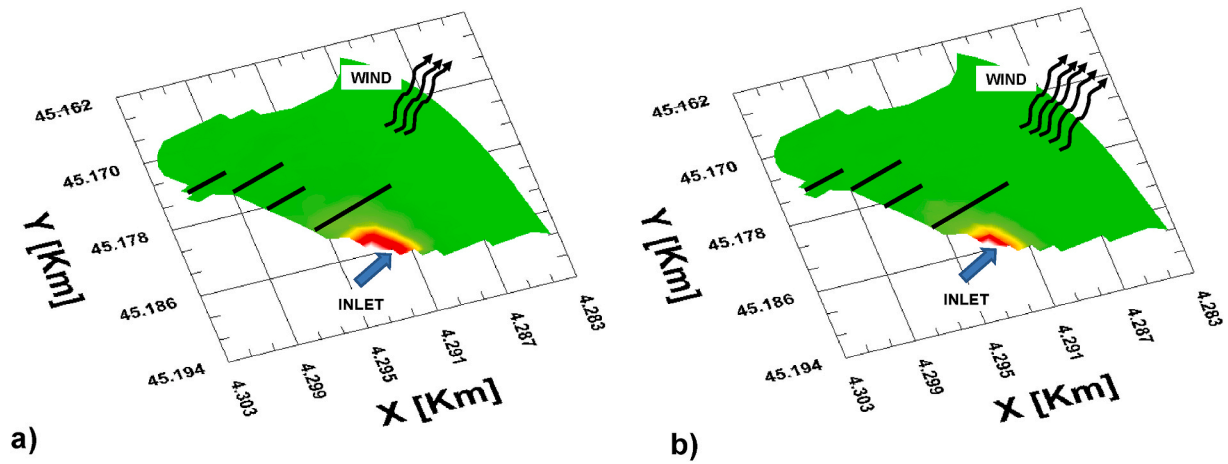 WIND
45.162
45.170
45.178
45.186
45.194
Y [Km]
INLET
4.303
4.299
4.295
4.291
4.287
4.283
X [Km]
a)
WIND
45.162
45.170
45.178
45.186
45.194
Y [Km]
INLET
4.303
4.299
4.295
4.291
4.287
4.283
X [Km]
b)